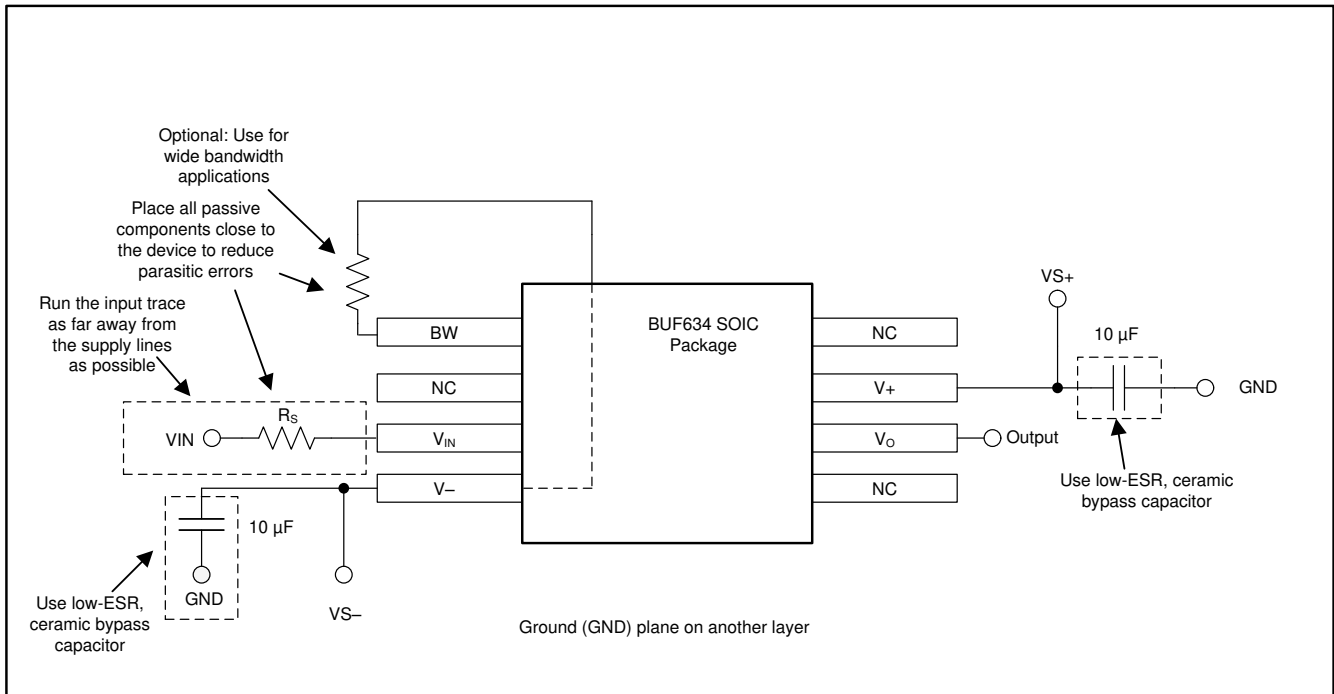 Optional: Use for
wide bandwidth
applications
Place all passive
components close to
the device to reduce
parasitic errors
Run the input trace
as far away from
the supply lines
as possible
BW
NC
VIN
RS
VIN
V–
10 µF
GND
VS–
Use low-ESR,
ceramic bypass
capacitor
BUF634 SOIC
Package
NC
V+
VO
NC
VS+
10 µF
GND
Output
Use low-ESR, ceramic
bypass capacitor
Ground (GND) plane on another layer